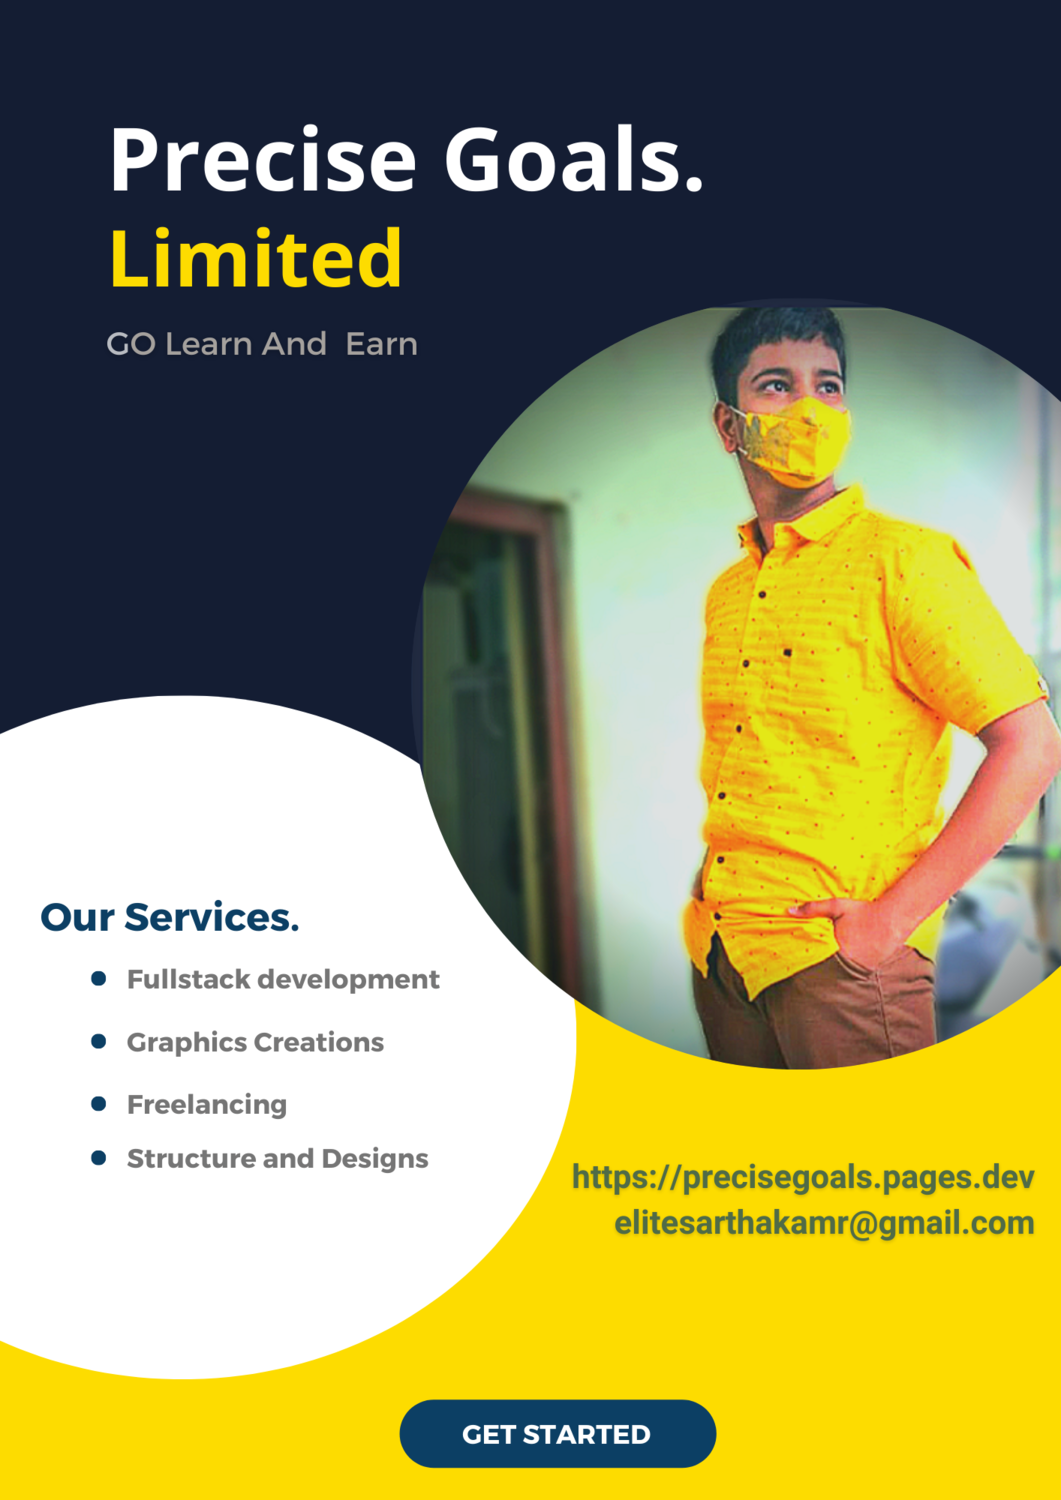 Precise Goals.
Limited
GO Learn And  Earn
Our Services.
Fullstack development
Graphics Creations
Freelancing
Structure and Designs
https://precisegoals.pages.dev
elitesarthakamr@gmail.com
GET STARTED